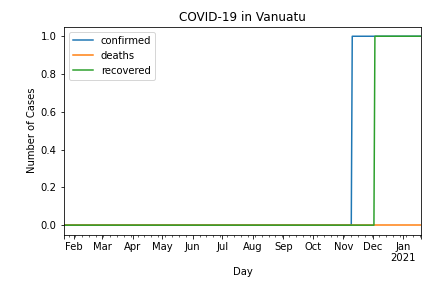 COVID-19 in Vanuatu
confirmed
deaths
recovered
Number of Cases
1.0
0.8
0.6
0.4
0.2
0.0
Feb Mar Apr May Jun Jul Aug Sep Oct Nov Dec Jan
2021
Day